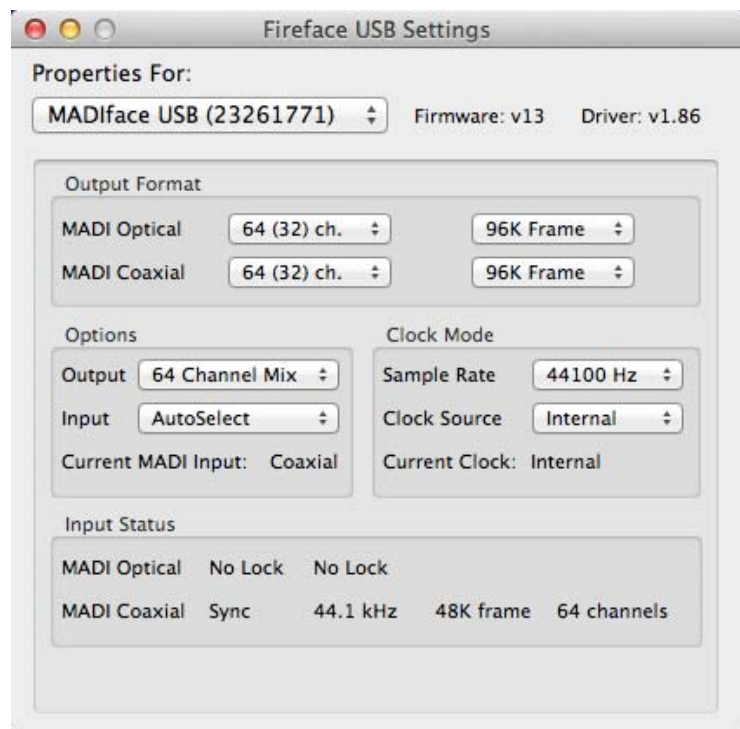 Fireface USB Settings
Properties For:
MADIface USB (23261771) Firmware: v13 Driver: v1.86
Output Format
MADI Optical 64 (32) ch. 96K Frame
MADI Coaxial 64 (32) ch. 96K Frame
Options
Output 64 Channel Mix
Input AutoSelect
Current MADI Input: Coaxial
Clock Mode
Sample Rate 44100 Hz
Clock Source Internal
Current Clock: Internal
Input Status
MADI Optical No Lock No Lock
MADI Coaxial Sync 44.1 kHz 48K frame 64 channels